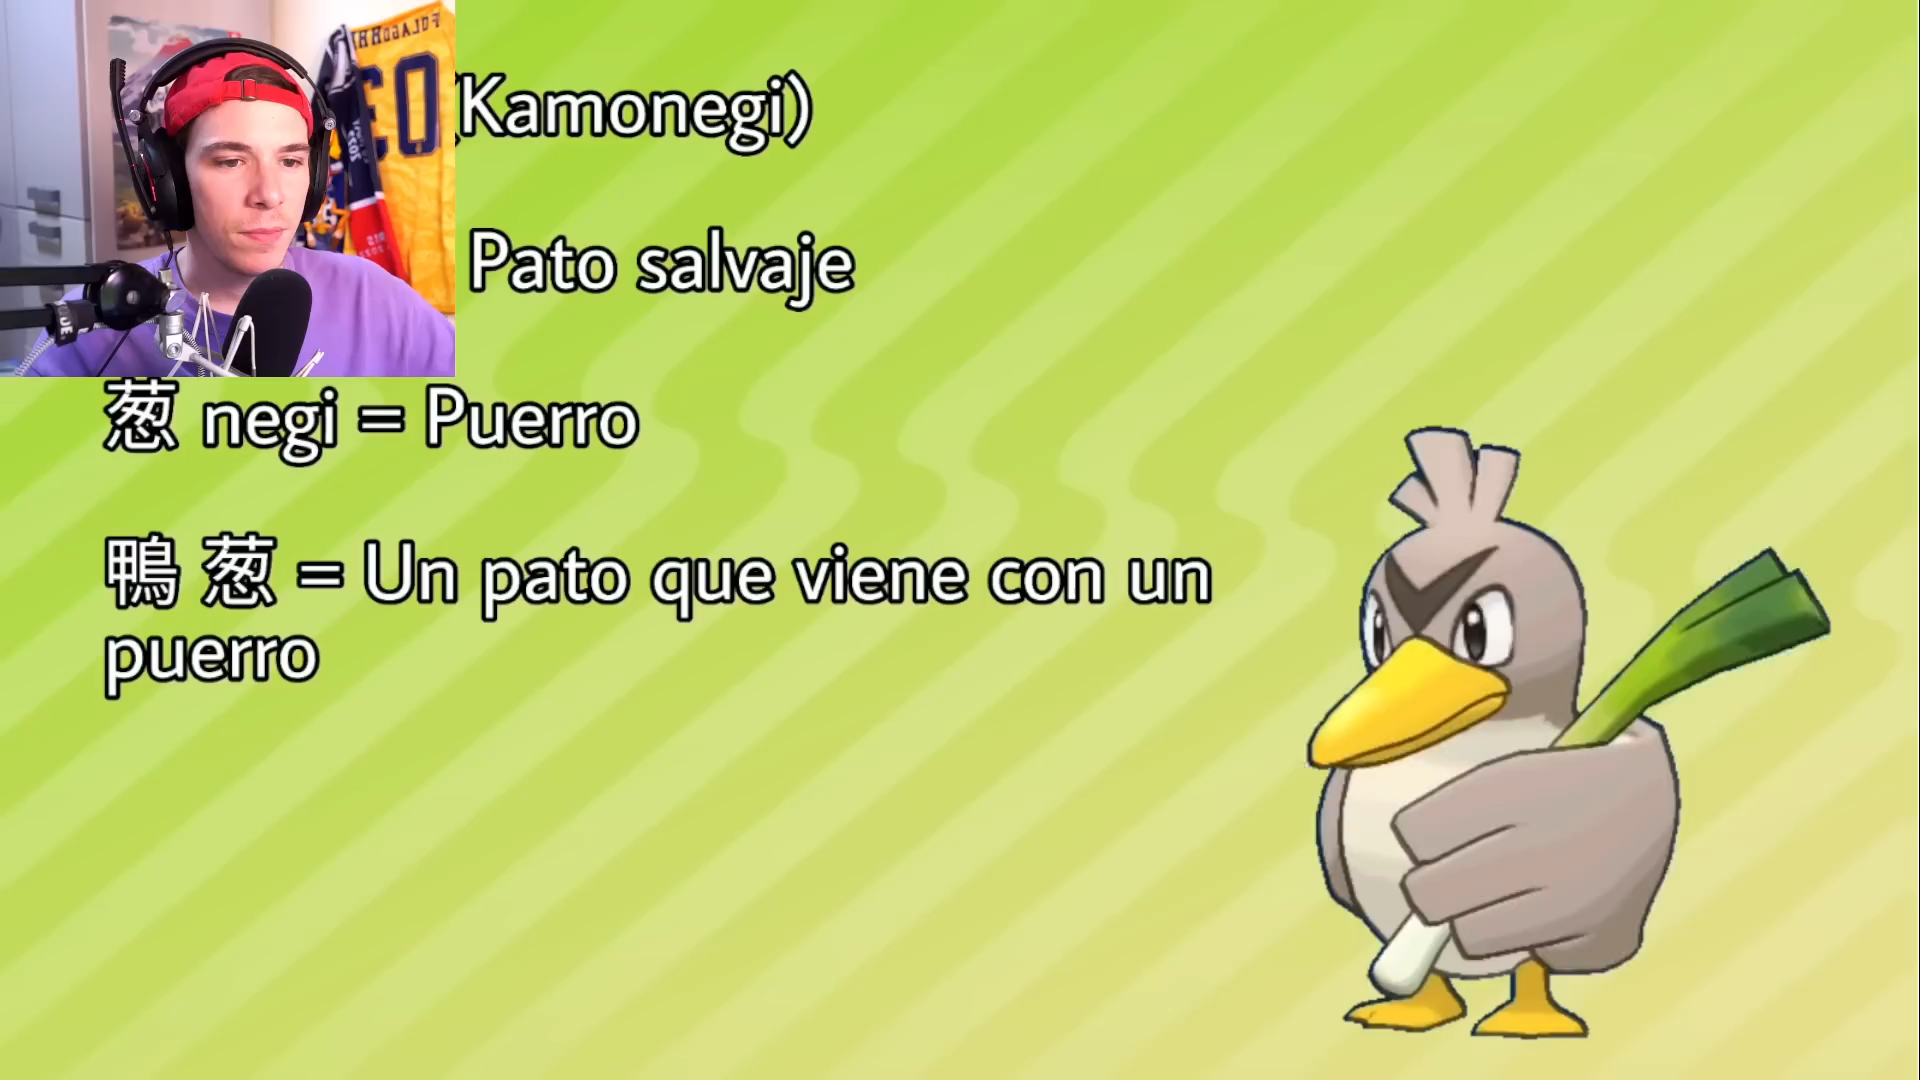 (Kamonegi)
Pato salvaje
葱 negi = Puerro
鴨 葱 = Un pato que viene con un
puerro